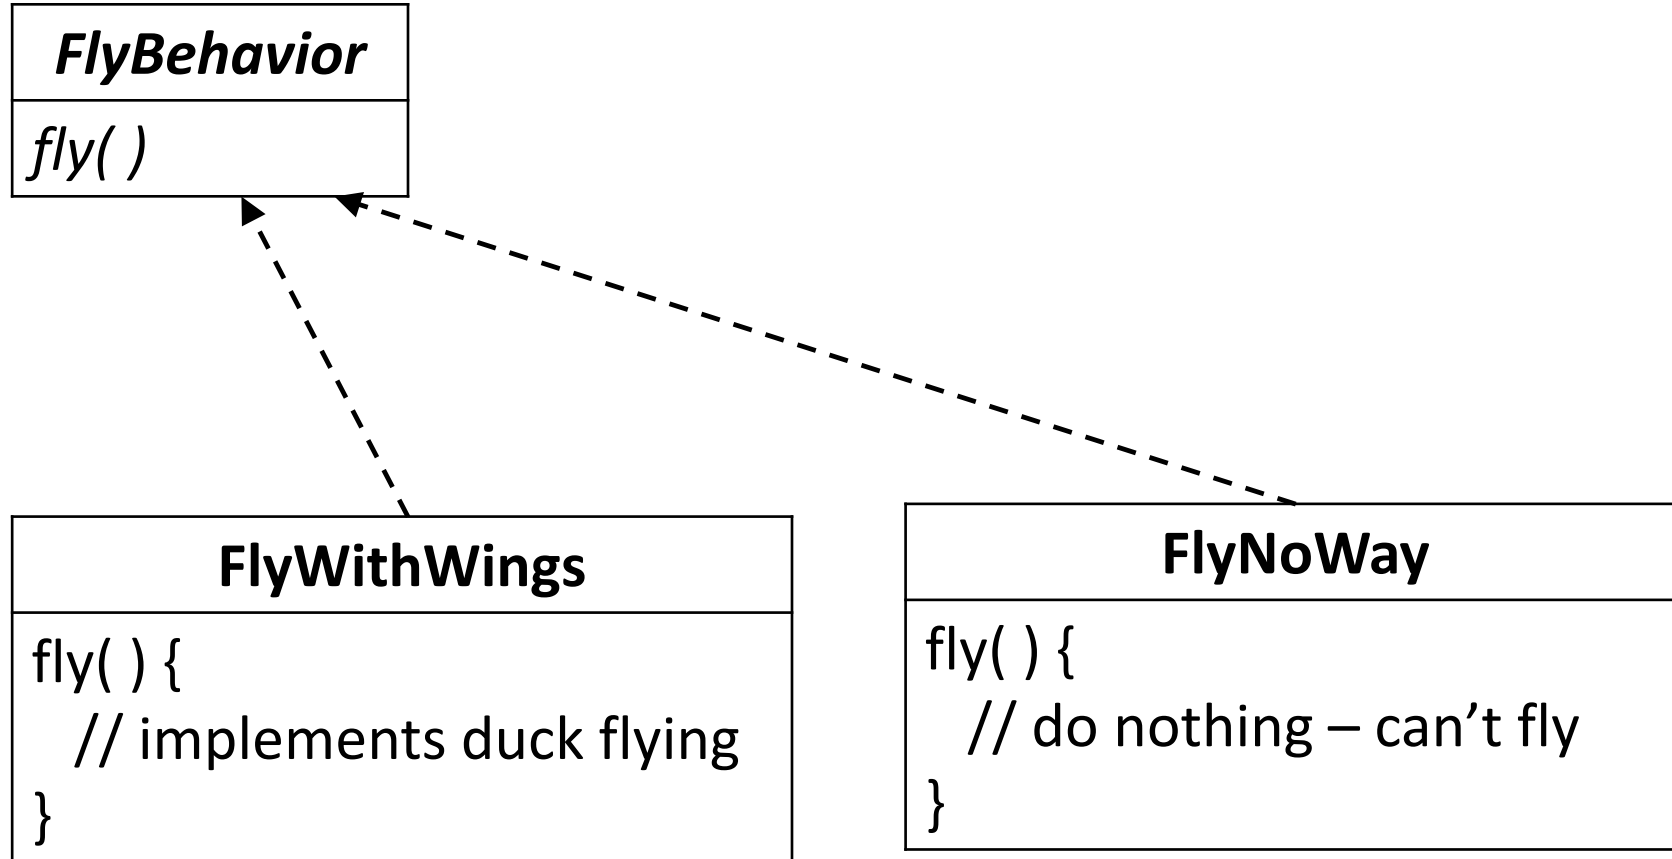 FlyBehavior
fly( )
FlyWithWings
fly( ) {
// implements duck flying
}
FlyNoWay
fly( ) {
// do nothing – can’t fly
}